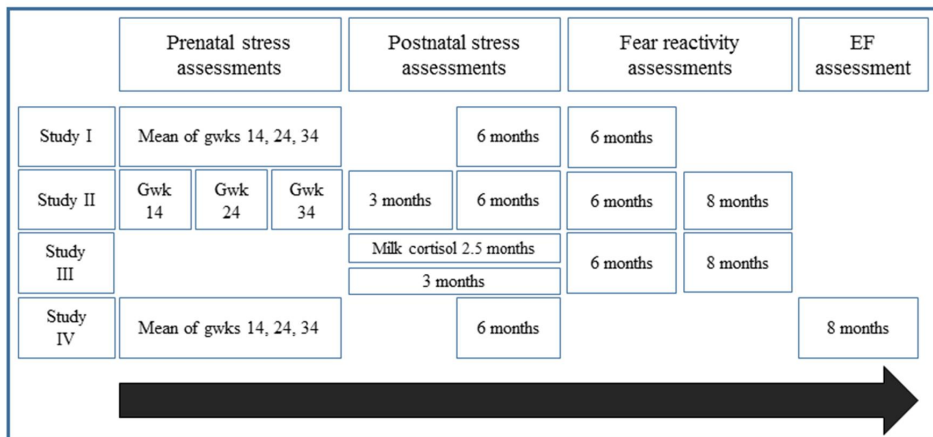 Prenatal stress
assessments
Postnatal stress
assessments
Fear reactivity
assessments
EF
assessment
Study I
Mean of gwks 14, 24, 34
6 months
6 months
Study II
Gwk
14
Gwk
24
Gwk
34
3 months
6 months
6 months
8 months
Study
III
Milk cortisol 2.5 months
3 months
6 months
8 months
Study
IV
Mean of gwks 14, 24, 34
6 months
8 months